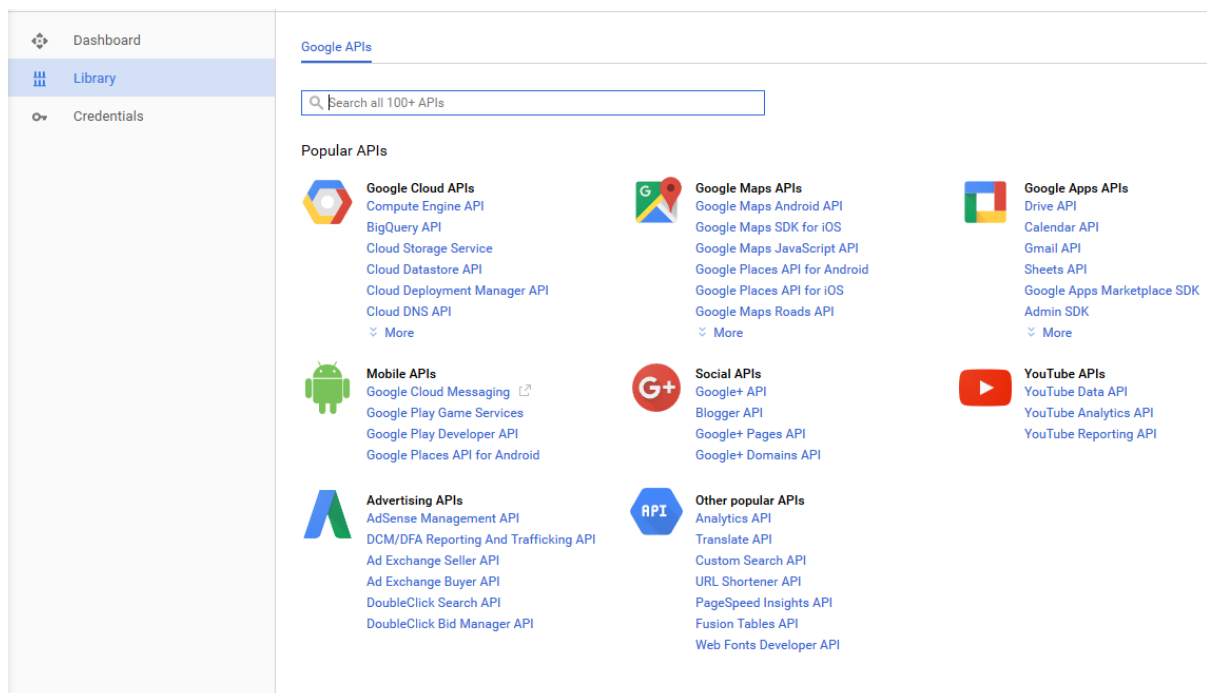 Dashboard
Library
Credentials
Google APIs
Search all 100+ APIs
Popular APIs
Google Cloud APIs
Compute Engine API
BigQuery API
Cloud Storage Service
Cloud Datastore API
Cloud Deployment Manager API
Cloud DNS API
More
G
Google Maps APIs
Google Maps Android API
Google Maps SDK for iOS
Google Maps JavaScript API
Google Places API for Android
Google Places API for iOS
Google Maps Roads API
More
Google Apps APIs
Drive API
Calendar API
Gmail API
Sheets API
Google Apps Marketplace SDK
Admin SDK
More
Mobile APIs
Google Cloud Messaging
Google Play Game Services
Google Play Developer API
Google Places API for Android
G+
Social APIs
Google+ API
Blogger API
Google+ Pages API
Google+ Domains API
YouTube APIs
YouTube Data API
YouTube Analytics API
YouTube Reporting API
Advertising APIs
AdSense Management API
DCM/DFA Reporting And Trafficking API
Ad Exchange Seller API
Ad Exchange Buyer API
DoubleClick Search API
DoubleClick Bid Manager API
API
Other popular APIs
Analytics API
Translate API
Custom Search API
URL Shortener API
PageSpeed Insights API
Fusion Tables API
Web Fonts Developer API